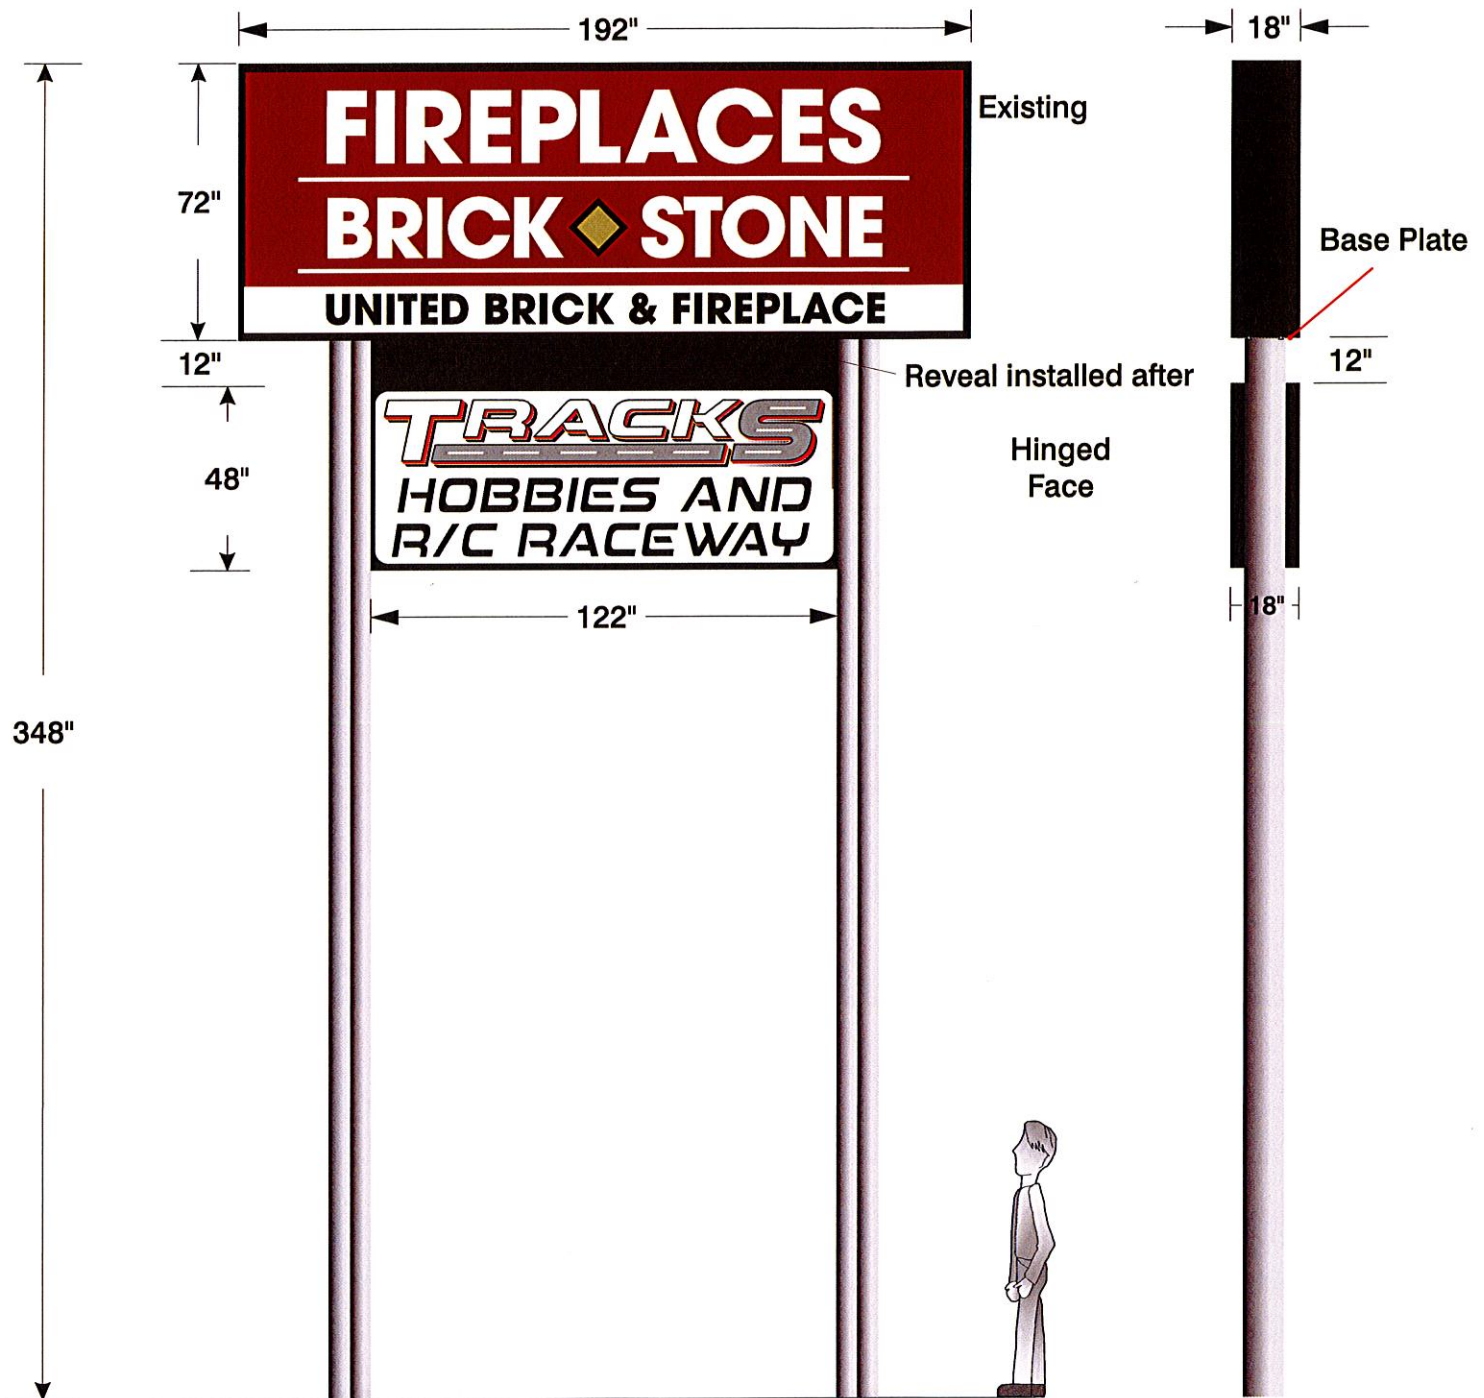 192"
18"
Existing
FIREPLACES
72"
BRICK STONE
Base Plate
UNITED BRICK & FIREPLACE
12"
12"
Reveal installed after
TRACKS
48"
Hinged
Face
HOBBIES AND
R/C RACEWAY
122"
18"
348"